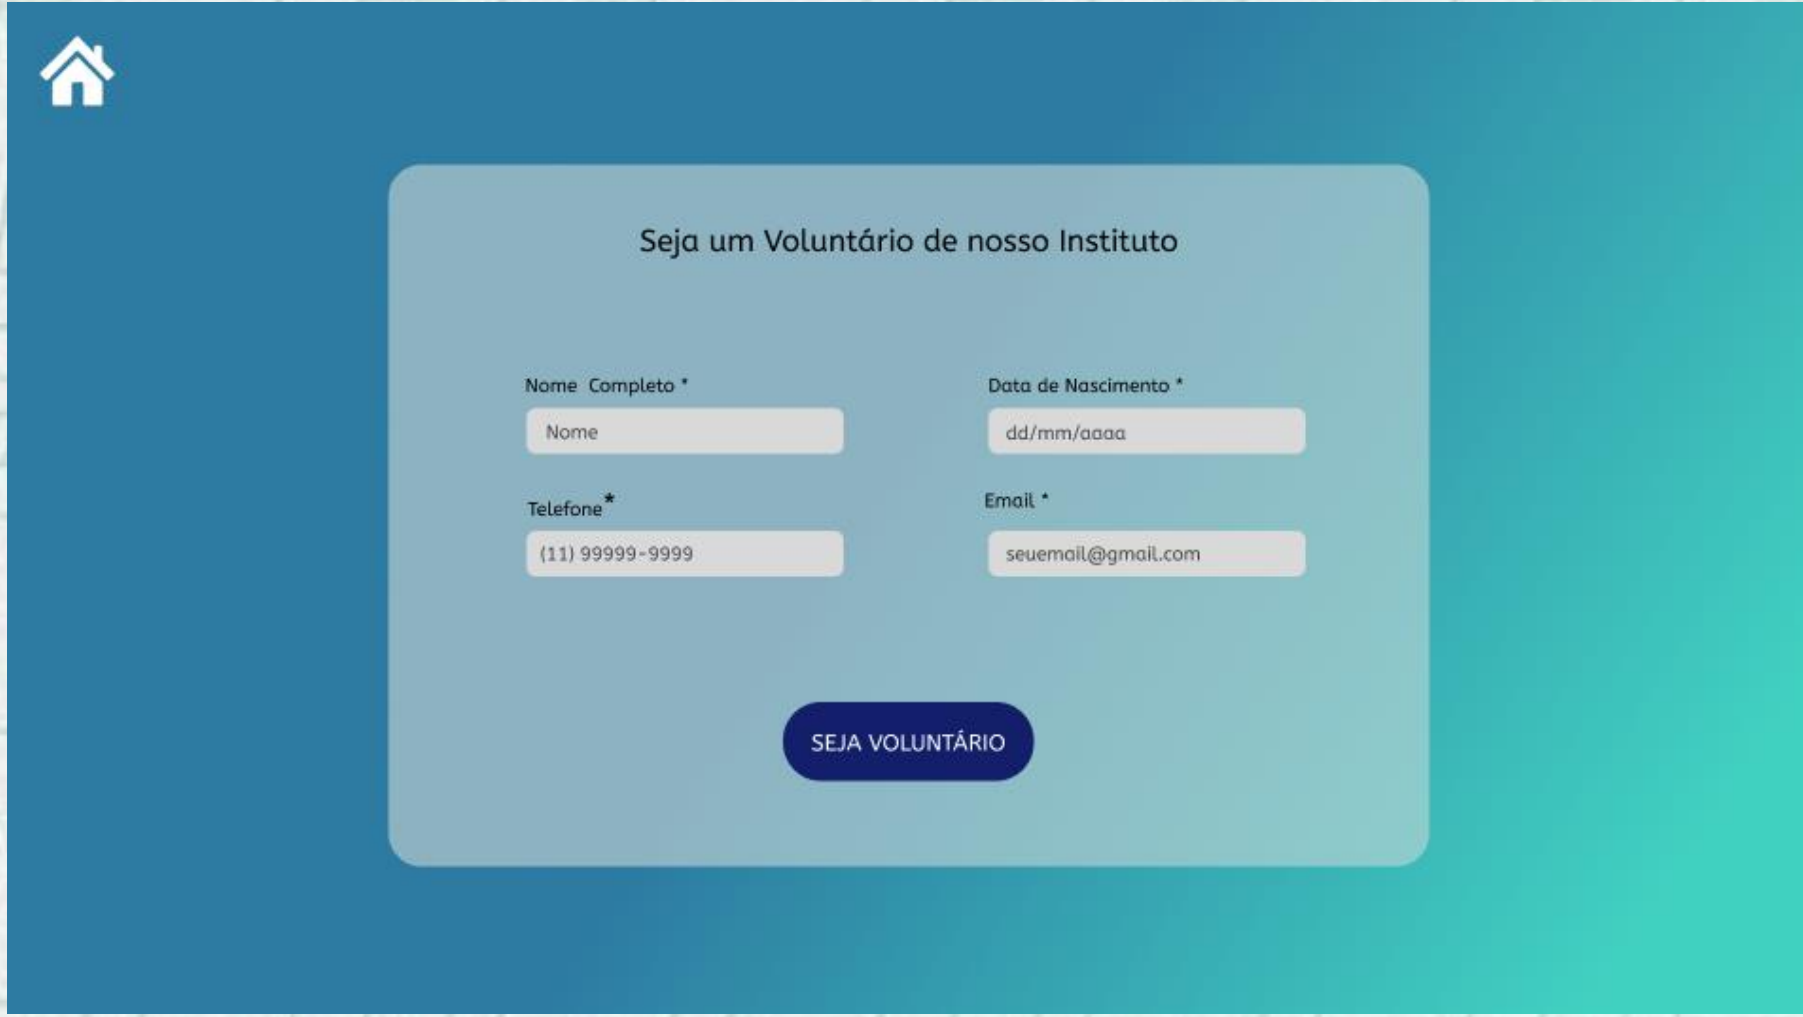 Seja um Voluntário de nosso Instituto
Nome Completo *
Data de Nascimento *
Nome
dd/mm/aaaa
Telefone*
Email *
(11) 99999-9999
seuemail@gmail.com
SEJA VOLUNTÁRIO